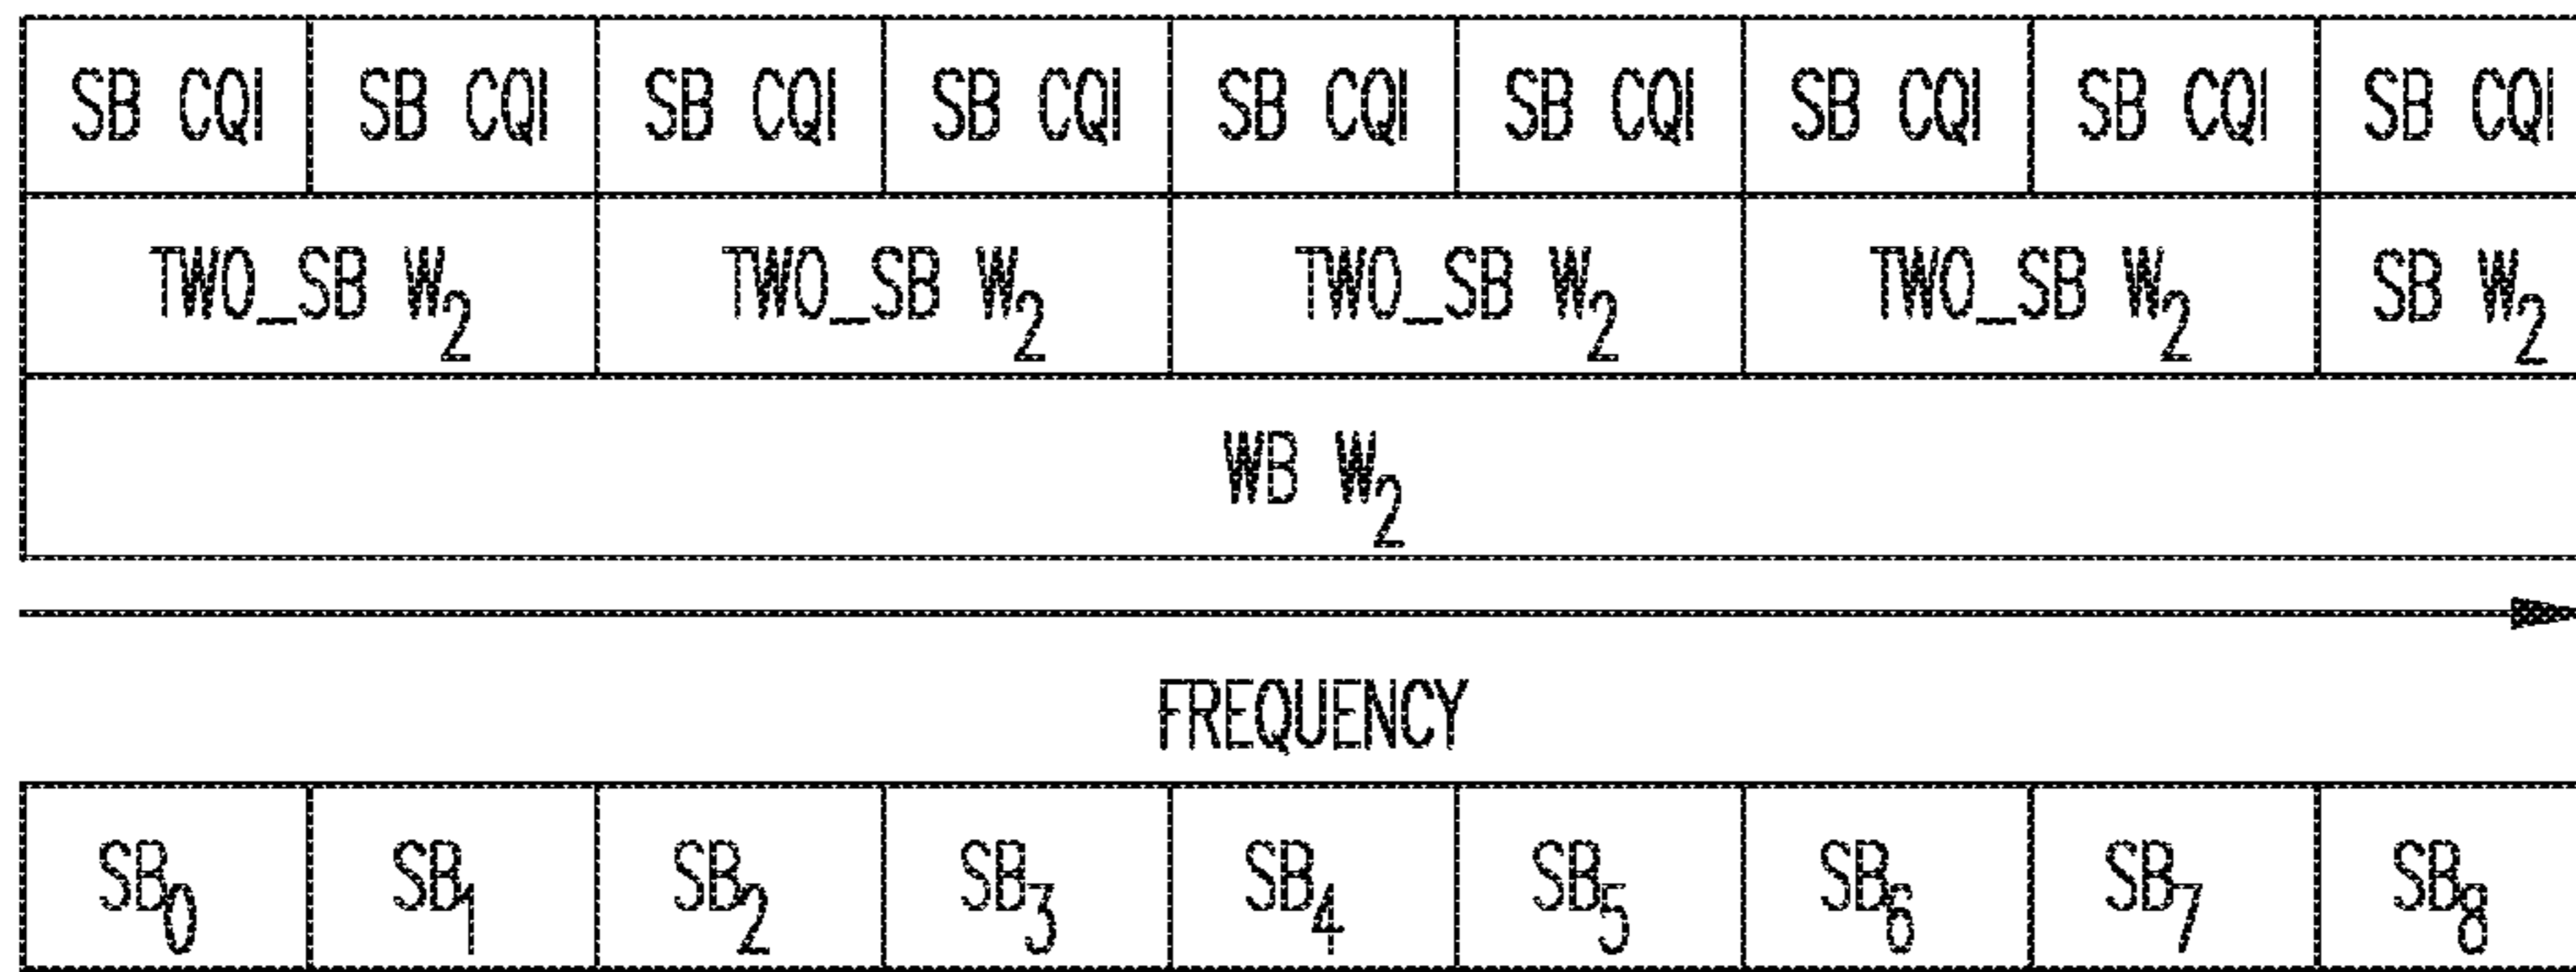 SB CQI SB CQI SB CQI SB CQI SB CQI SB CQI SB CQI SB CQI SB CQI
TWO_SB W2 TWO_SB W2 TWO_SB W2 TWO_SB W2 SB W2
WB W2
FREQUENCY
SB0 SB1 SB2 SB3 SB4 SB5 SB6 SB7 SB8